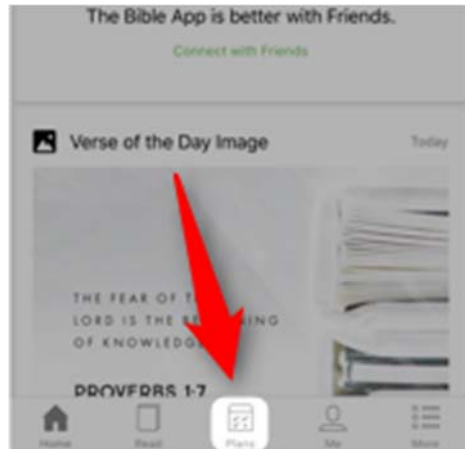 The Bible App is better with Friends.
Connect with Friends
Verse of the Day Image
Today
THE FEAR OF T
LORD IS THE BE NING
OF KNOWLEDG
PROVERBS 1:7
Home
Read
Plans
Me
More